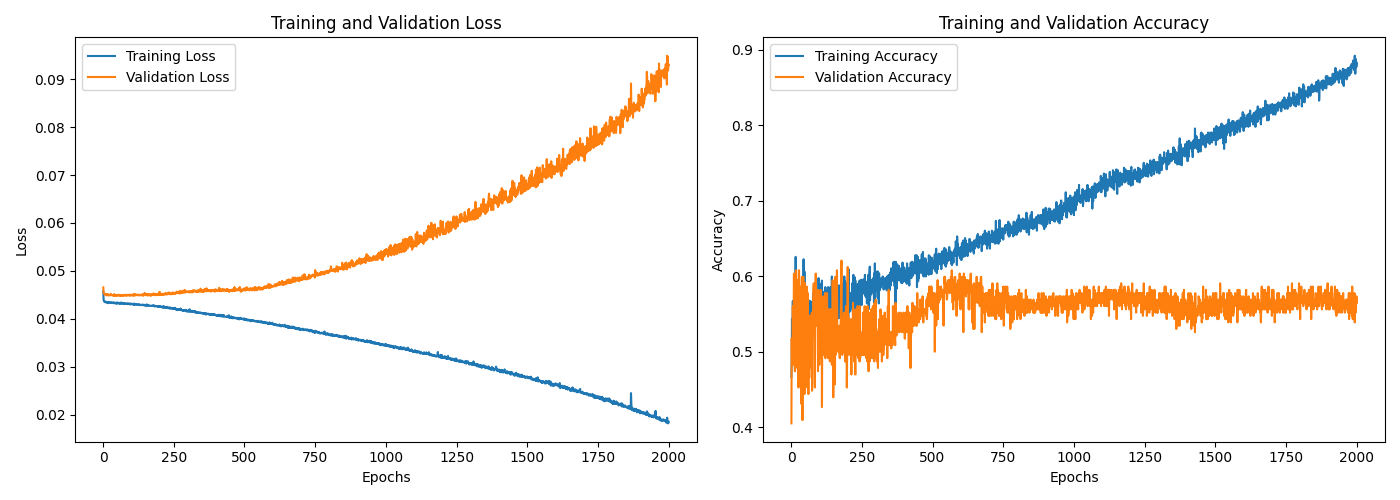 Training and Validation Loss
Training Loss
Validation Loss
0.09
0.08
0.07
0.06
0.05
0.04
0.03
0.02
Loss
0 250 500 750 1000 1250 1500 1750 2000
Epochs
Training and Validation Accuracy
Training Accuracy
Validation Accuracy
0.9
0.8
0.7
0.6
0.5
0.4
Accuracy
0 250 500 750 1000 1250 1500 1750 2000
Epochs